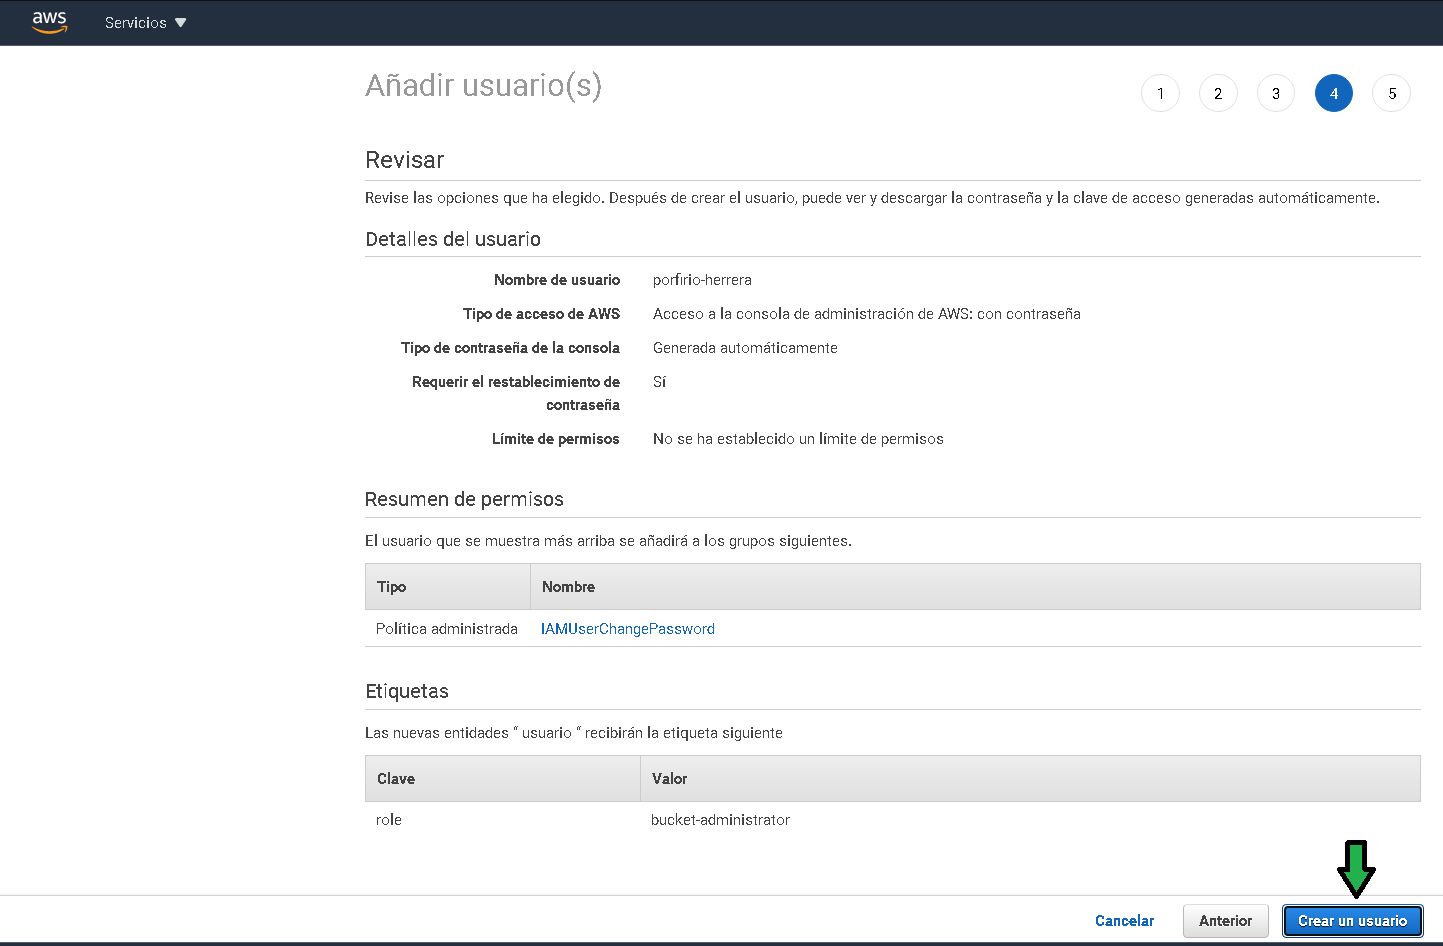 aws
Servicios
Añadir usuario(s)
1 2 3 4 5
Revisar
Revise las opciones que ha elegido. Después de crear el usuario, puede ver y descargar la contraseña y la clave de acceso generadas automáticamente.
Detalles del usuario
Nombre de usuario porfirio-herrera
Tipo de acceso de AWS Acceso a la consola de administración de AWS: con contraseña
Tipo de contraseña de la consola Generada automáticamente
Requerir el restablecimiento de Sí
contraseña
Límite de permisos No se ha establecido un límite de permisos
Resumen de permisos
El usuario que se muestra más arriba se añadirá a los grupos siguientes.
Tipo Nombre
Política administrada IAMUserChangePassword
Etiquetas
Las nuevas entidades “ usuario “ recibirán la etiqueta siguiente
Clave Valor
role bucket-administrator
Cancelar Anterior Crear un usuario